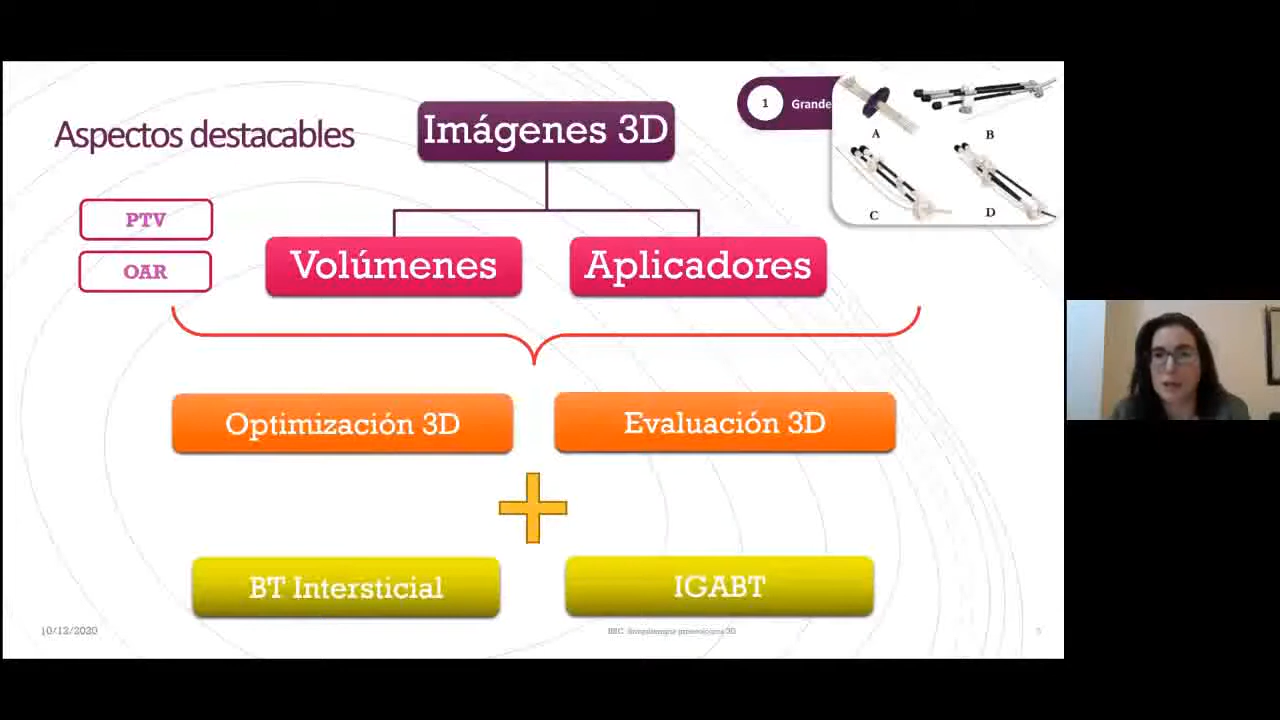 Aspectos destacables
Imágenes 3D
1
Grande
A
B
C
D
PTV
OAR
Volúmenes
Aplicadores
Optimización 3D
Evaluación 3D
BT Intersticial
IGABT
10/12/2020
3D